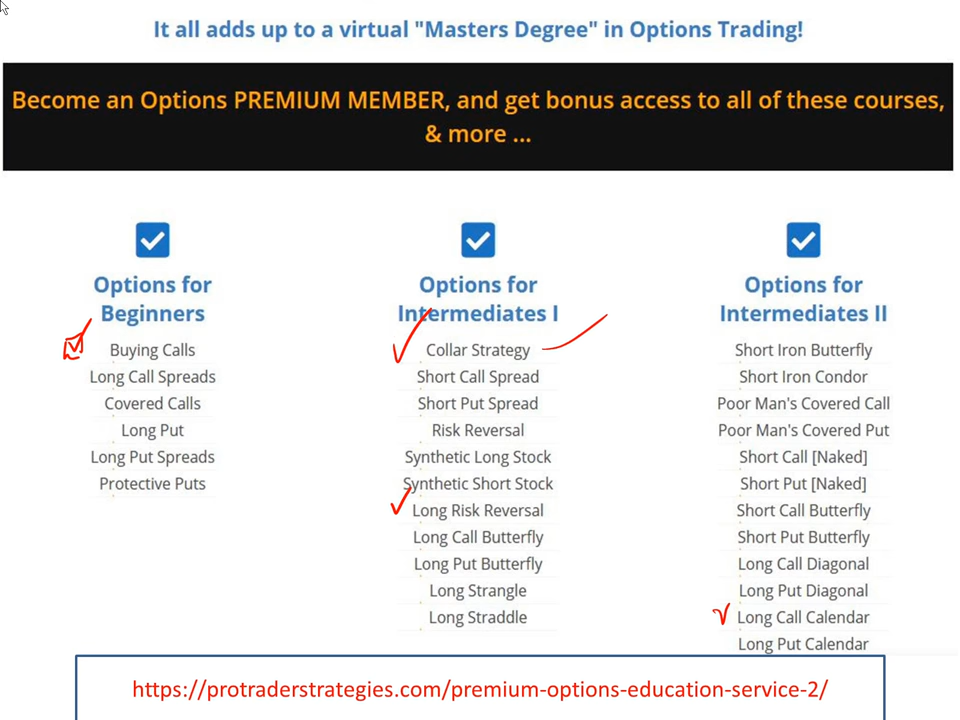 It all adds up to a virtual "Masters Degree" in Options Trading!
Become an Options PREMIUM MEMBER, and get bonus access to all of these courses,
& more ...
Options for
Beginners
Buying Calls
Long Call Spreads
Covered Calls
Long Put
Long Put Spreads
Protective Puts
Options for
Intermediates I
Collar Strategy
Short Call Spread
Short Put Spread
Risk Reversal
Synthetic Long Stock
Synthetic Short Stock
Long Risk Reversal
Long Call Butterfly
Long Put Butterfly
Long Strangle
Long Straddle
Options for
Intermediates II
Short Iron Butterfly
Short Iron Condor
Poor Man's Covered Call
Poor Man's Covered Put
Short Call [Naked]
Short Put [Naked]
Short Call Butterfly
Short Put Butterfly
Long Call Diagonal
Long Put Diagonal
Long Call Calendar
Long Put Calendar
https://protraderstrategies.com/premium-options-education-service-2/